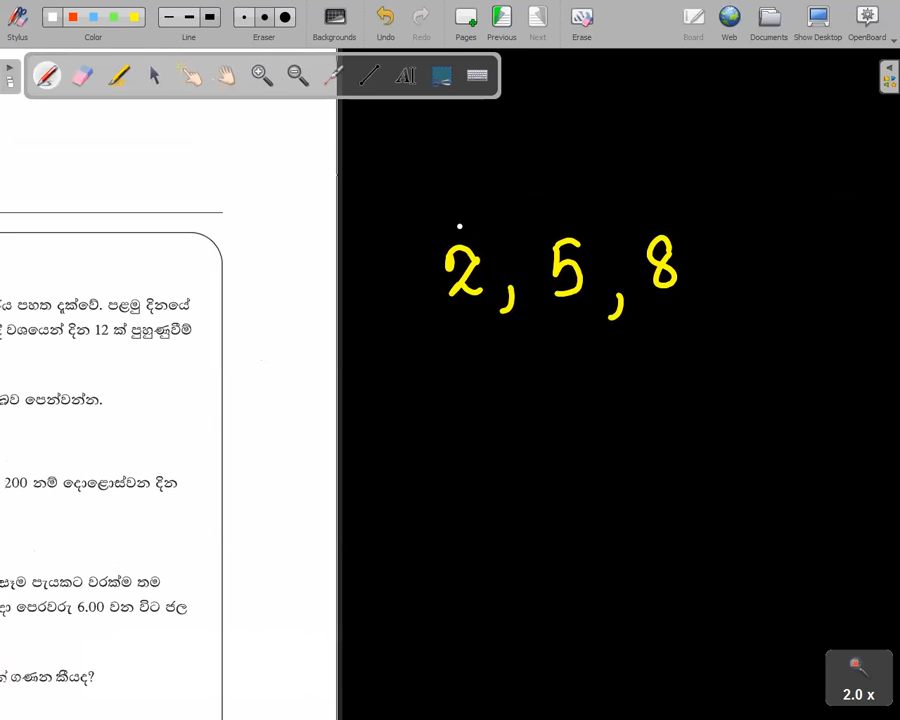 Stylus Color Line Eraser Backgrounds Undo Redo Pages Previous Next Erase Board Web Documents Show Desktop OpenBoard
2 , 5 , 8
පහත දැක්වේ. පළමු දිනයේ
වශයෙන් දින 12 ක් පුහුණුවීම්
බව පෙන්වන්න.
200 නම් දොළොස්වන දින
සෑම පැයකට වරක්ම තම
පෙරවරු 6.00 වන විට ජල
ගණන කීයද?
2.0 x